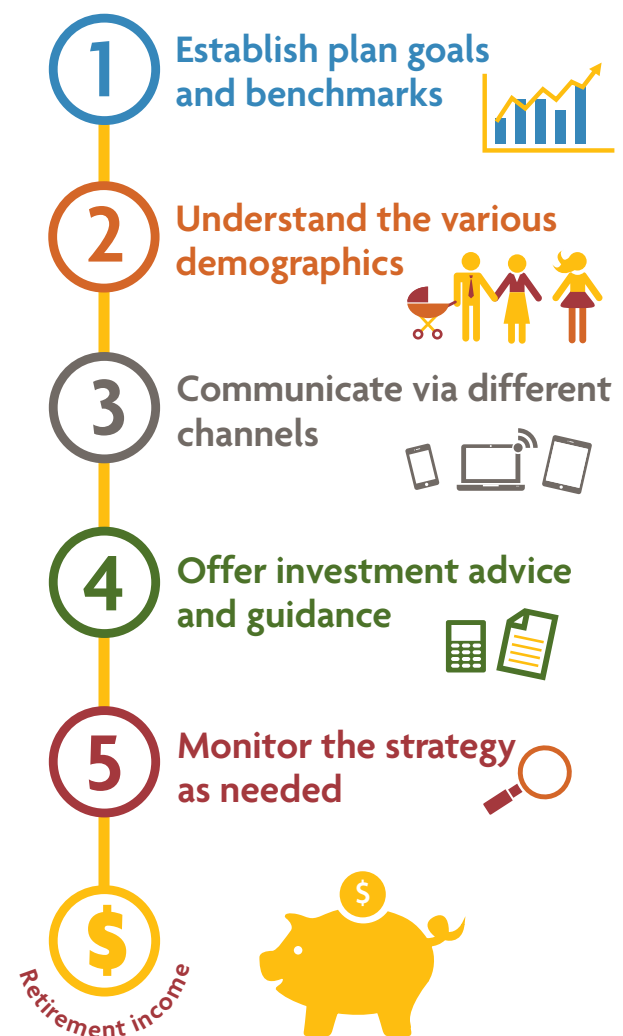 1
Establish plan goals
and benchmarks
2
Understand the various
demographics
3
Communicate via different
channels
4
Offer investment advice
and guidance
5
Monitor the strategy
as needed
$
$
Retirement income